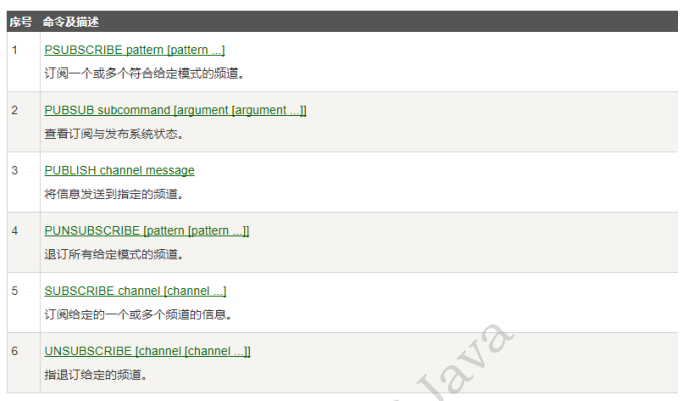 序号 命令及描述
1 PSUBSCRIBE pattern [pattern ...]
订阅一个或多个符合给定模式的频道。
2 PUBSUB subcommand [argument [argument ...]]
查看订阅与发布系统状态。
3 PUBLISH channel message
将信息发送到指定的频道。
4 PUNSUBSCRIBE [pattern [pattern ...]]
退订所有给定模式的频道。
5 SUBSCRIBE channel [channel ...]
订阅给定的一个或多个频道的信息。
6 UNSUBSCRIBE [channel [channel ...]]
指退订给定的频道。
Java